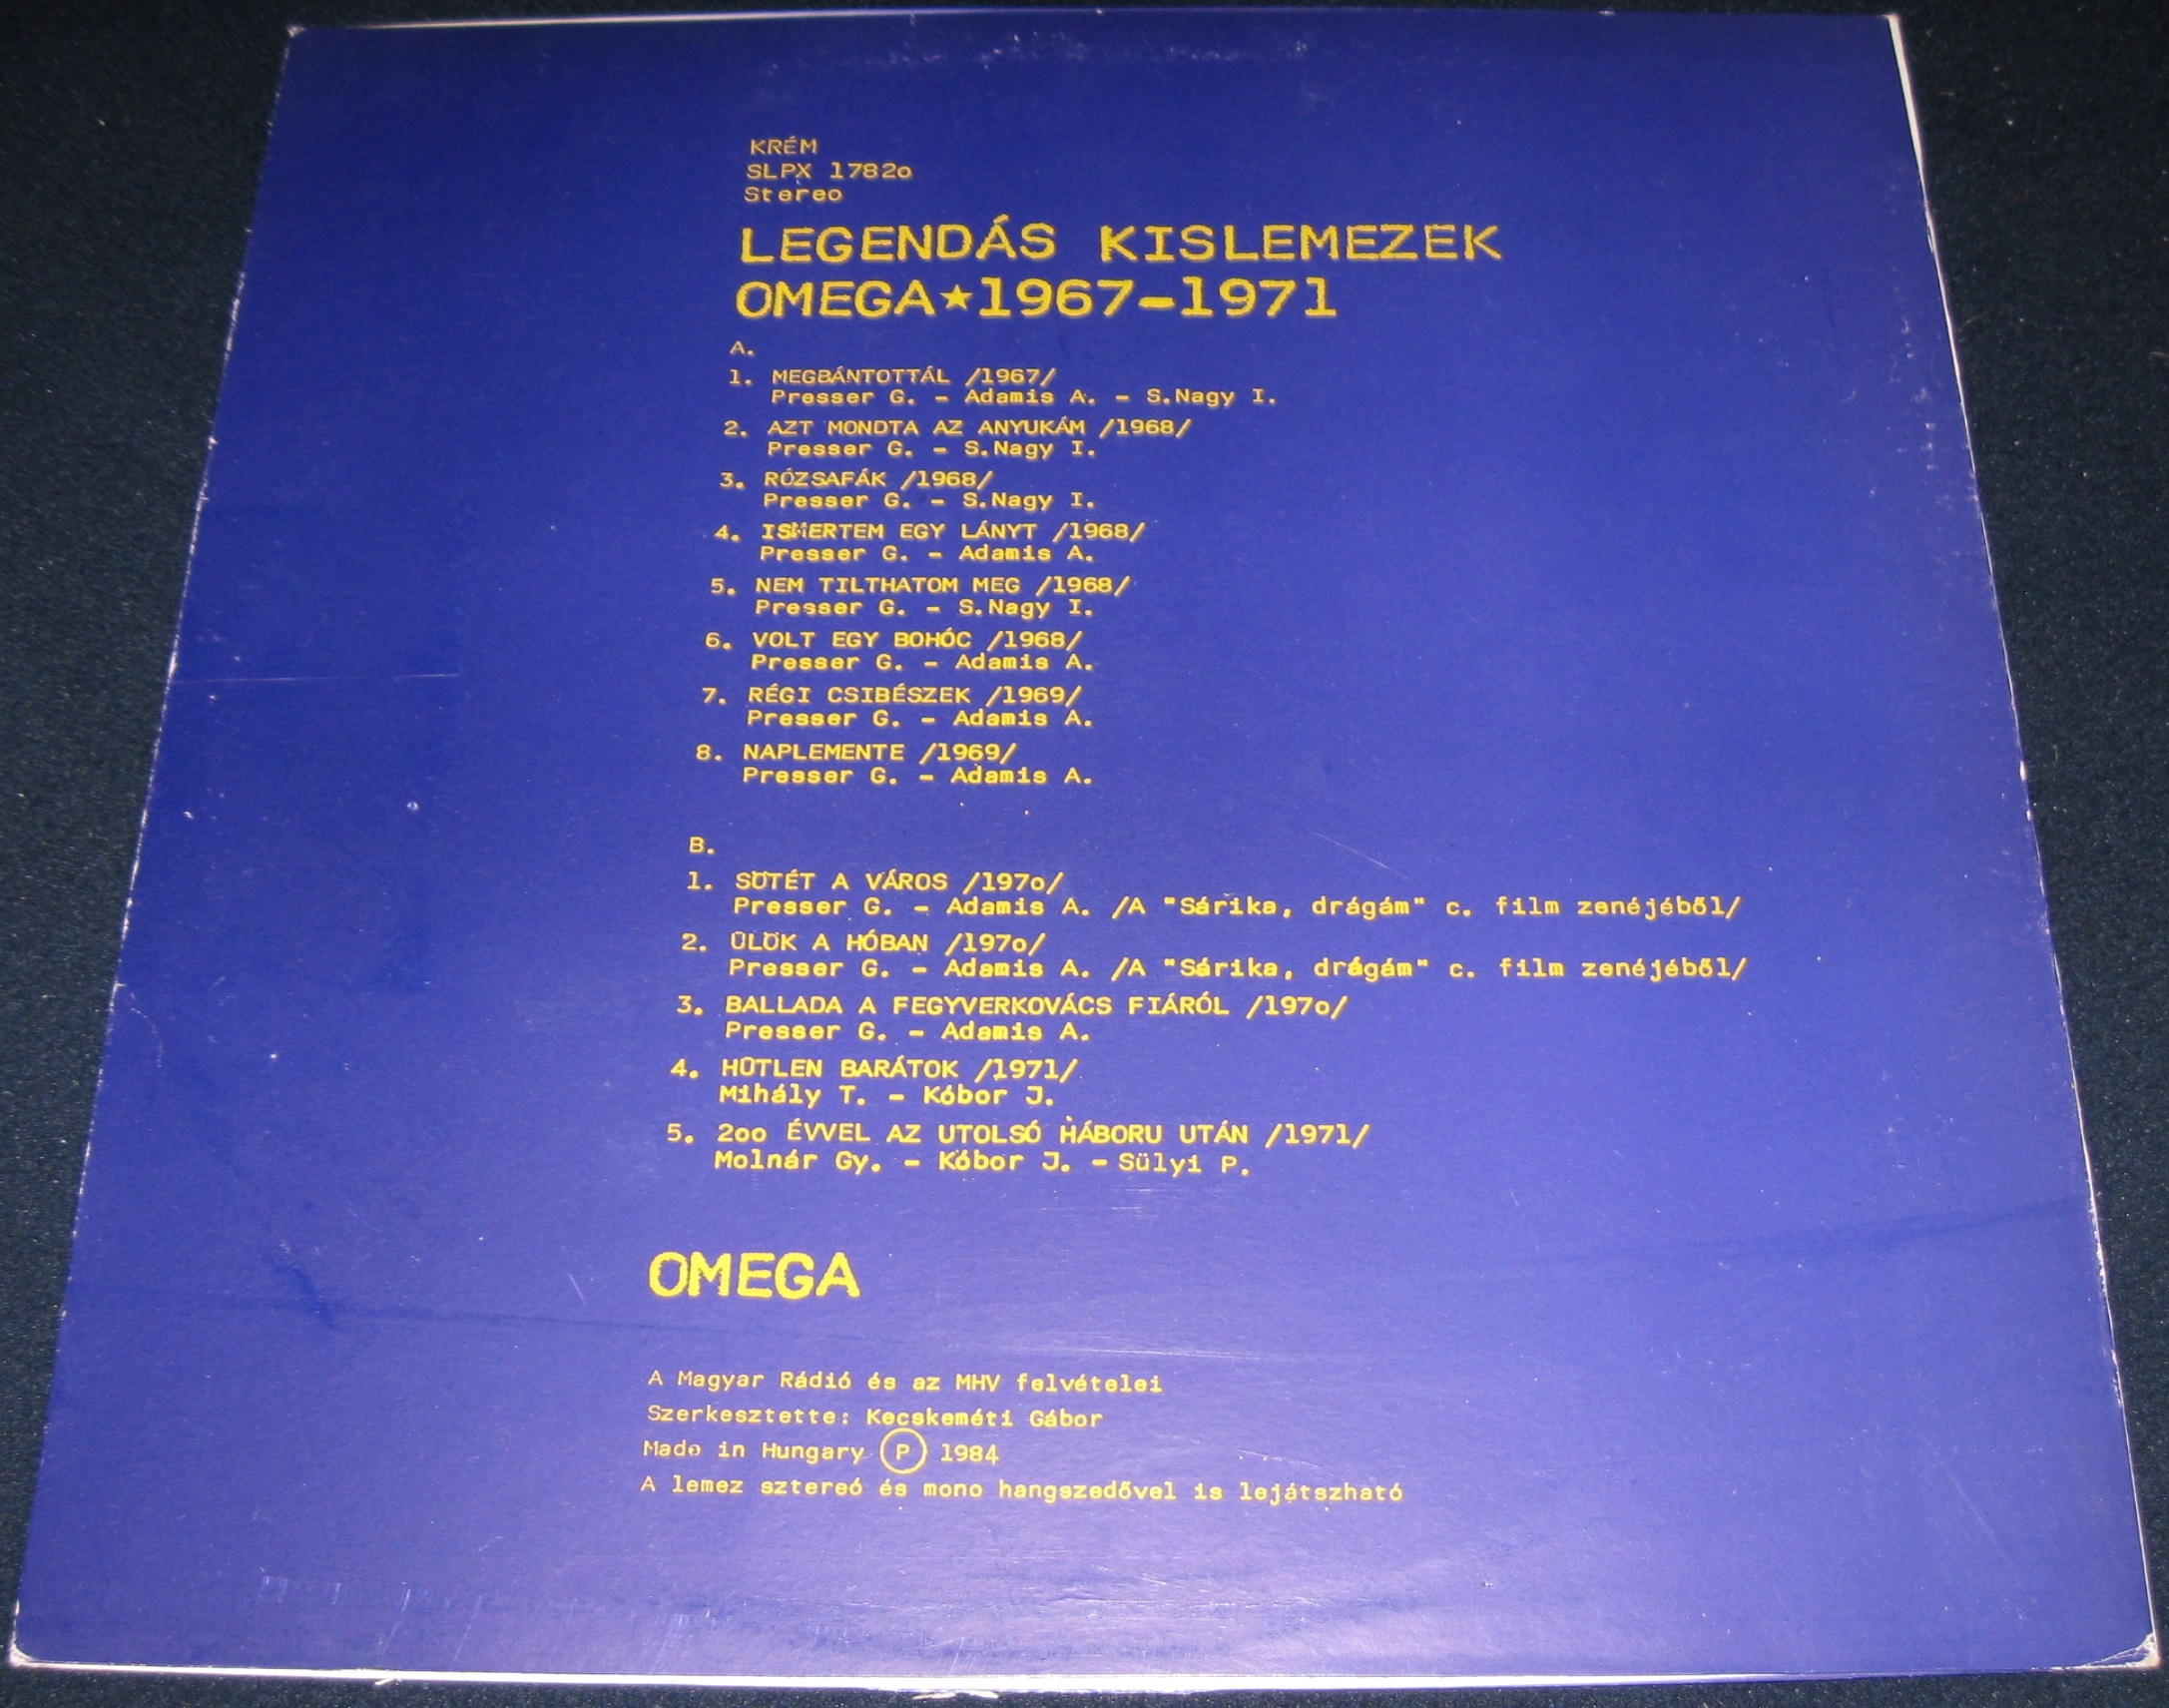 KRÉM
SLPX 1782o
Stereo
LEGENDÁS KISLEMEZEK
OMEGA★1967-1971
A.
1. MEGBÁNTOTTÁL /1967/
Presser G. - Adamis A. - S.Nagy I.
2. AZT MONDTA AZ ANYUKÁM /1968/
Presser G. - S.Nagy I.
3. RÓZSAFÁK /1968/
Presser G. - S.Nagy I.
4. ISMERTEM EGY LÁNYT /1968/
Presser G. - Adamis A.
5. NEM TILTHATOM MEG /1968/
Presser G. - S.Nagy I.
6. VOLT EGY BOHÓC /1968/
Presser G. - Adamis A.
7. RÉGI CSIBÉSZEK /1969/
Presser G. - Adamis A.
8. NAPLEMENTE /1969/
Presser G. - Adamis A.
B.
1. SÖTÉT A VÁROS /197o/
Presser G. - Adamis A. /A "Sárika, drágám" c. film zenéjéből/
2. ÜLÖK A HÓBAN /197o/
Presser G. - Adamis A. /A "Sárika, drágám" c. film zenéjéből/
3. BALLADA A FEGYVERKOVÁCS FIÁRÓL /197o/
Presser G. - Adamis A.
4. HŰTLEN BARÁTOK /1971/
Mihály T. - Kóbor J.
5. 2oo ÉVVEL AZ UTOLSÓ HÁBORU UTÁN /1971/
Molnár Gy. - Kóbor J. - Sülyi P.
OMEGA
A Magyar Rádió és az MHV felvételei
Szerkesztette: Kecskeméti Gábor
Made in Hungary Ⓟ 1984
A lemez sztereó és mono hangszedővel is lejátszható